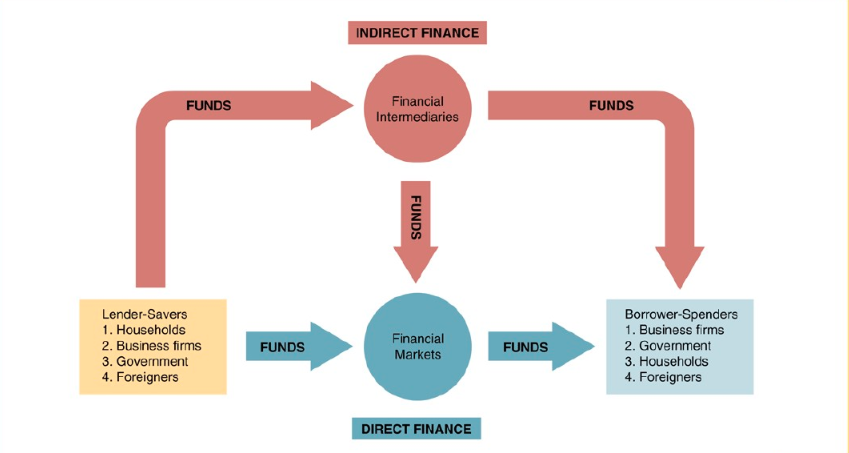 INDIRECT FINANCE
FUNDS
Financial
Intermediaries
FUNDS
FUNDS
Lender-Savers
1. Households
2. Business firms
3. Government
4. Foreigners
FUNDS
Financial
Markets
FUNDS
Borrower-Spenders
1. Business firms
2. Government
3. Households
4. Foreigners
DIRECT FINANCE